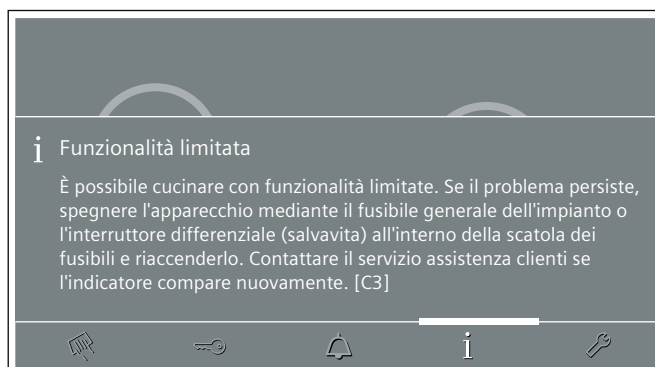 i Funzionalità limitata
È possibile cucinare con funzionalità limitate. Se il problema persiste,
spegnere l'apparecchio mediante il fusibile generale dell'impianto o
l'interruttore differenziale (salvavita) all'interno della scatola dei
fusibili e riaccenderlo. Contattare il servizio assistenza clienti se
l'indicatore compare nuovamente. [C3]
i